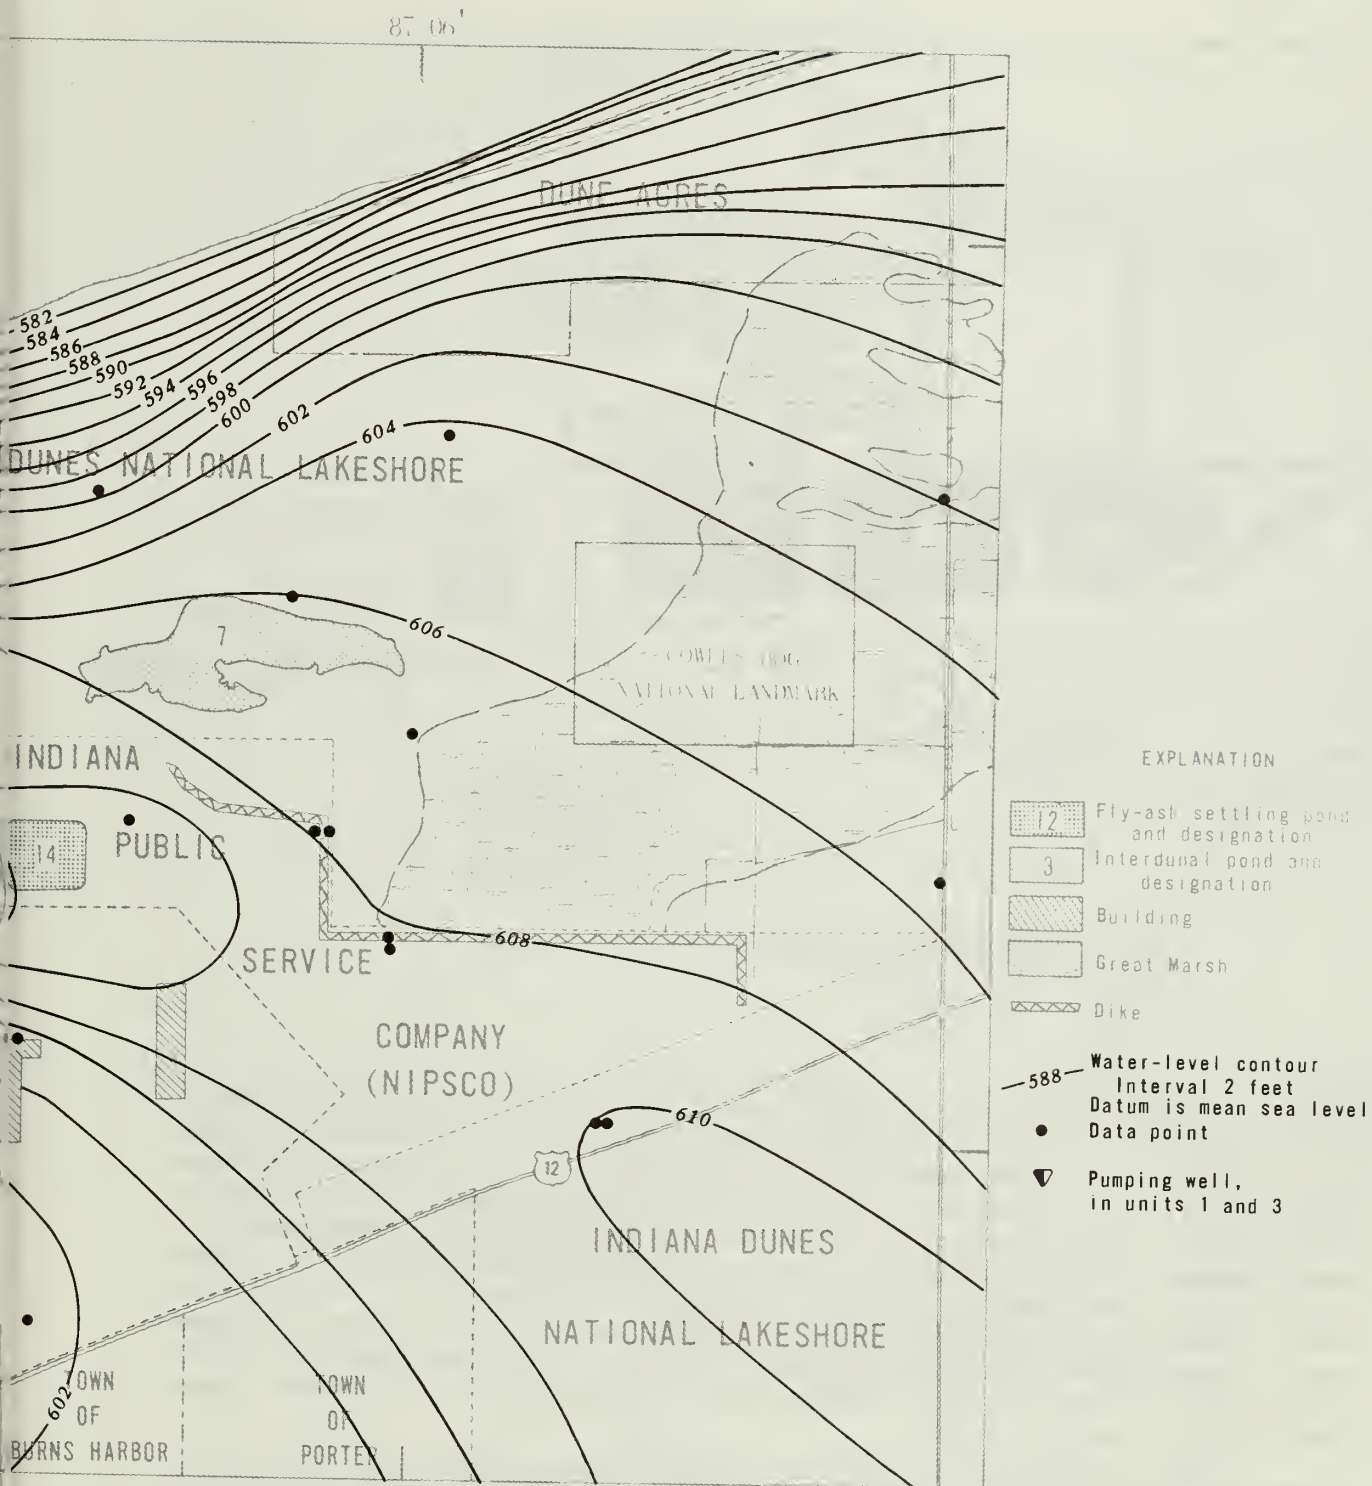 87 06'
DUNE ACRES
582
584
586
588
590
592
594
596
598
600
602
604
DUNES NATIONAL LAKESHORE
606
7
COWLES BOG
NATIONAL LANDMARK
INDIANA
PUBLIC
14
SERVICE
608
COMPANY
(NIPSCO)
610
12
INDIANA DUNES
NATIONAL LAKESHORE
602
TOWN
OF
BURNS HARBOR
TOWN
OF
PORTER
EXPLANATION
12
Fly-ash settling pond
and designation
3
Interdunal pond and
designation
Building
Great Marsh
Dike
588
Water-level contour
Interval 2 feet
Datum is mean sea level
Data point
Pumping well,
in units 1 and 3